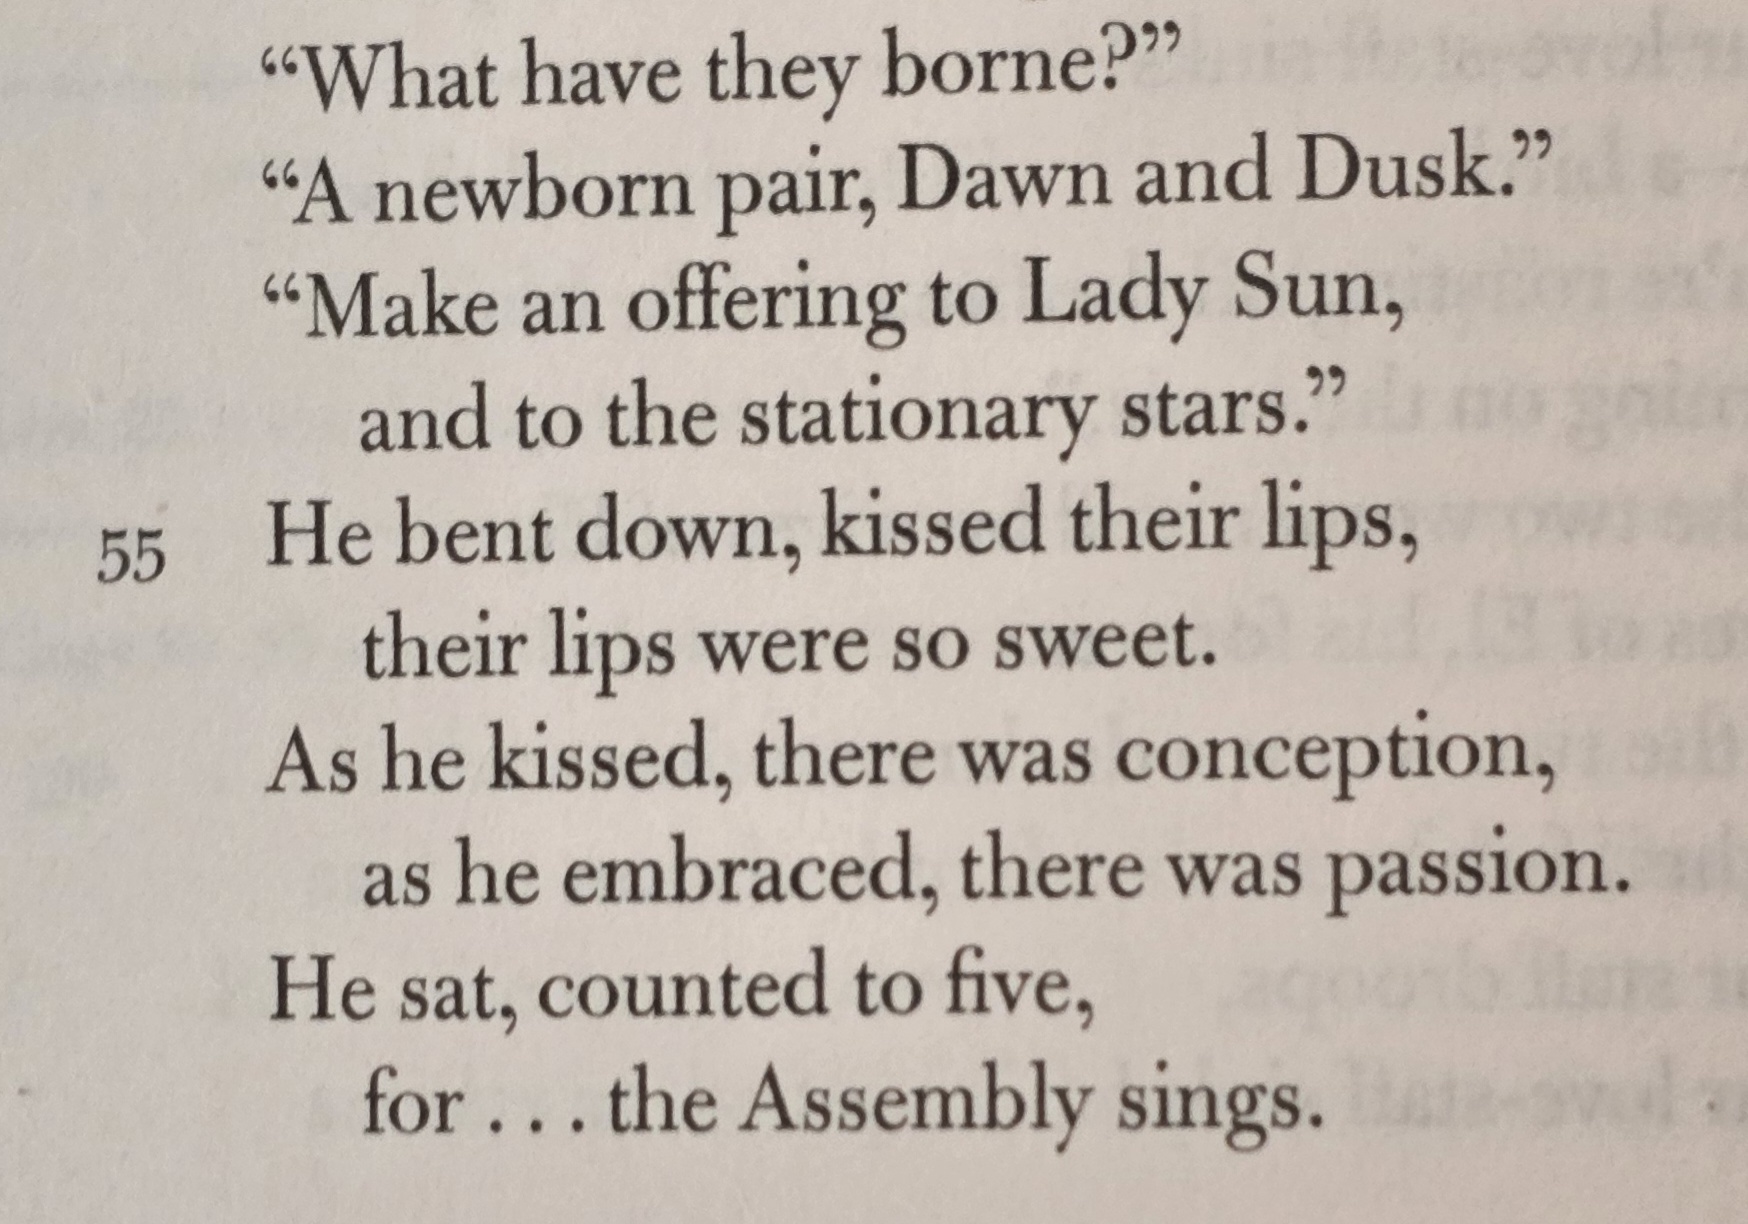 “What have they borne?”
“A newborn pair, Dawn and Dusk.”
“Make an offering to Lady Sun,
and to the stationary stars.”
55 He bent down, kissed their lips,
their lips were so sweet.
As he kissed, there was conception,
as he embraced, there was passion.
He sat, counted to five,
for . . . the Assembly sings.